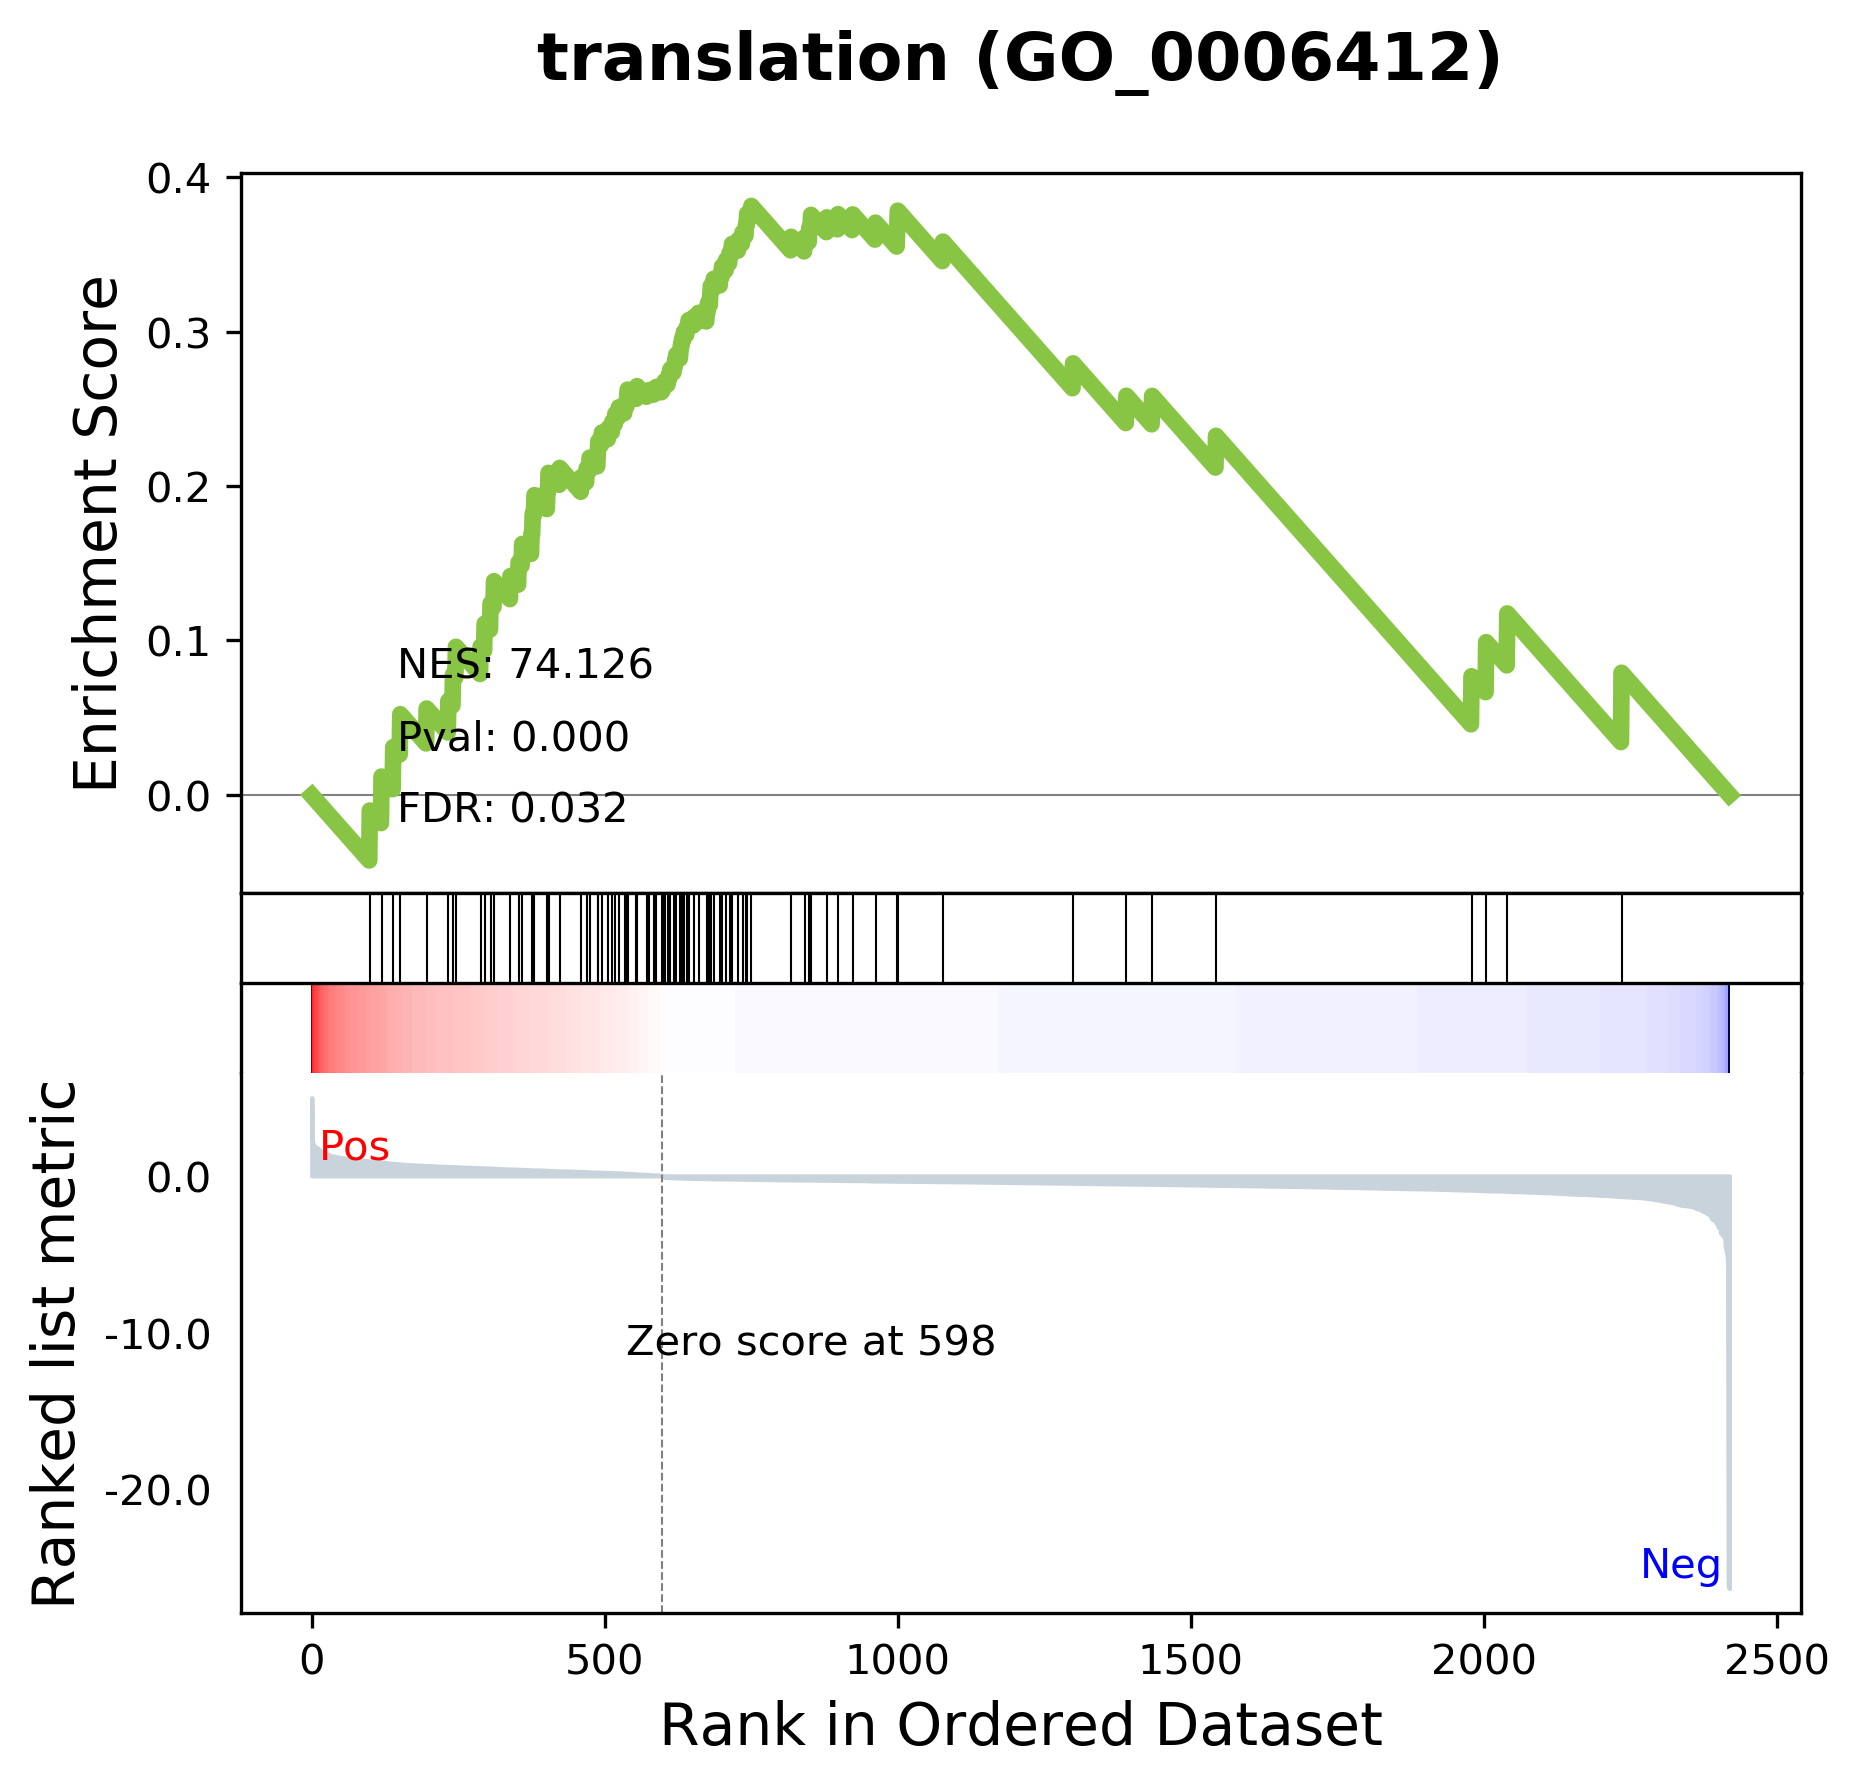 translation (GO_0006412)
Enrichment Score
0.4
0.3
0.2
0.1
0.0
NES: 74.126
Pval: 0.000
FDR: 0.032
Ranked list metric
0.0
-10.0
-20.0
Pos
Zero score at 598
Neg
0 500 1000 1500 2000 2500
Rank in Ordered Dataset